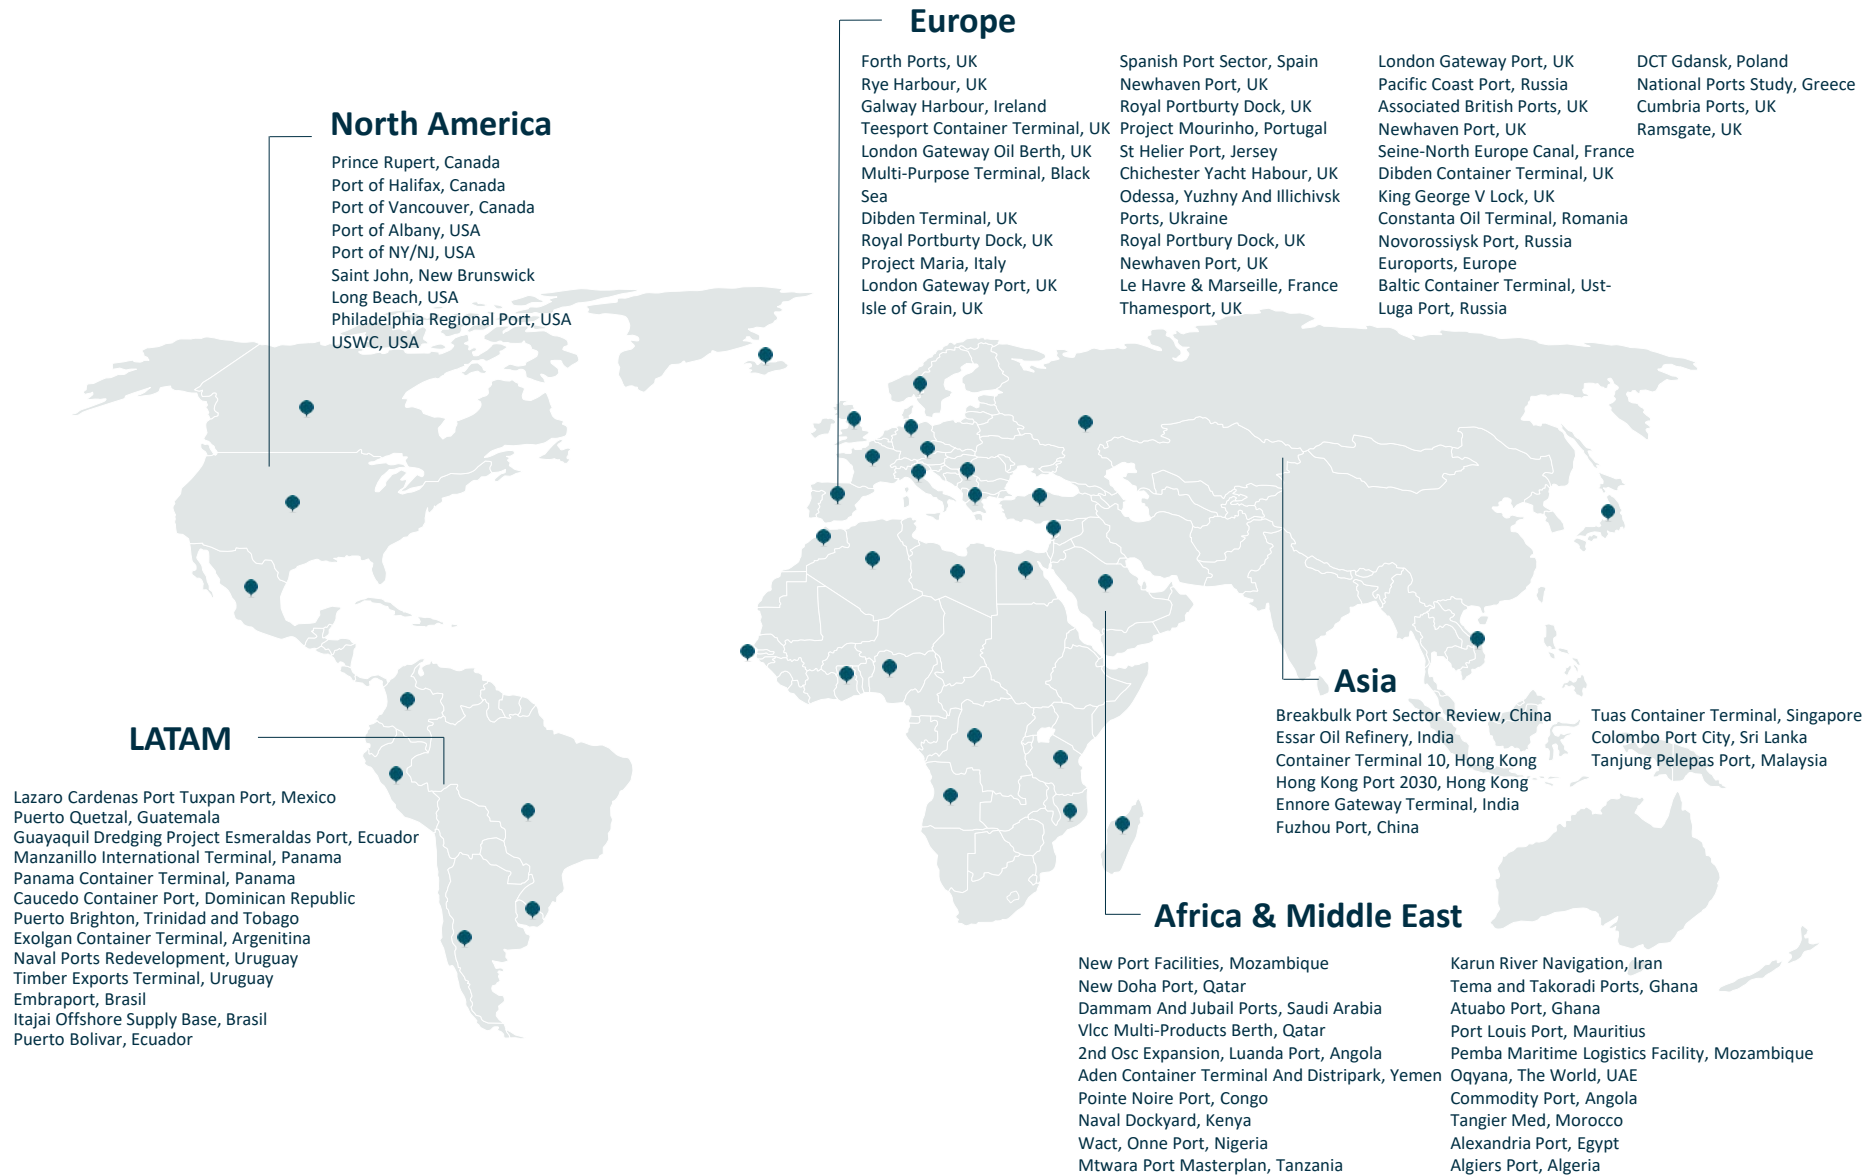 Europe
Forth Ports, UK
Rye Harbour, UK
Galway Harbour, Ireland
Teesport Container Terminal, UK
London Gateway Oil Berth, UK
Multi-Purpose Terminal, Black
Sea
Dibden Terminal, UK
Royal Portburty Dock, UK
Project Maria, Italy
London Gateway Port, UK
Isle of Grain, UK
Spanish Port Sector, Spain
Newhaven Port, UK
Royal Portburty Dock, UK
Project Mourinho, Portugal
St Helier Port, Jersey
Chichester Yacht Habour, UK
Odessa, Yuzhny And Illichivsk
Ports, Ukraine
Royal Portbury Dock, UK
Newhaven Port, UK
Le Havre & Marseille, France
Thamesport, UK
London Gateway Port, UK
Pacific Coast Port, Russia
Associated British Ports, UK
Newhaven Port, UK
Seine-North Europe Canal, France
Dibden Container Terminal, UK
King George V Lock, UK
Constanta Oil Terminal, Romania
Novorossiysk Port, Russia
Euroports, Europe
Baltic Container Terminal, Ust-
Luga Port, Russia
DCT Gdansk, Poland
National Ports Study, Greece
Cumbria Ports, UK
Ramsgate, UK
North America
Prince Rupert, Canada
Port of Halifax, Canada
Port of Vancouver, Canada
Port of Albany, USA
Port of NY/NJ, USA
Saint John, New Brunswick
Long Beach, USA
Philadelphia Regional Port, USA
USWC, USA
LATAM
Lazaro Cardenas Port Tuxpan Port, Mexico
Puerto Quetzal, Guatemala
Guayaquil Dredging Project Esmeraldas Port, Ecuador
Manzanillo International Terminal, Panama
Panama Container Terminal, Panama
Caucedo Container Port, Dominican Republic
Puerto Brighton, Trinidad and Tobago
Exolgan Container Terminal, Argenitina
Naval Ports Redevelopment, Uruguay
Timber Exports Terminal, Uruguay
Embraport, Brasil
Itajai Offshore Supply Base, Brasil
Puerto Bolivar, Ecuador
Asia
Breakbulk Port Sector Review, China
Essar Oil Refinery, India
Container Terminal 10, Hong Kong
Hong Kong Port 2030, Hong Kong
Ennore Gateway Terminal, India
Fuzhou Port, China
Tuas Container Terminal, Singapore
Colombo Port City, Sri Lanka
Tanjung Pelepas Port, Malaysia
Africa & Middle East
New Port Facilities, Mozambique
New Doha Port, Qatar
Dammam And Jubail Ports, Saudi Arabia
Vlcc Multi-Products Berth, Qatar
2nd Osc Expansion, Luanda Port, Angola
Aden Container Terminal And Distripark, Yemen
Pointe Noire Port, Congo
Naval Dockyard, Kenya
Wact, Onne Port, Nigeria
Mtwara Port Masterplan, Tanzania
Karun River Navigation, Iran
Tema and Takoradi Ports, Ghana
Atuabo Port, Ghana
Port Louis Port, Mauritius
Pemba Maritime Logistics Facility, Mozambique
Oqyana, The World, UAE
Commodity Port, Angola
Tangier Med, Morocco
Alexandria Port, Egypt
Algiers Port, Algeria